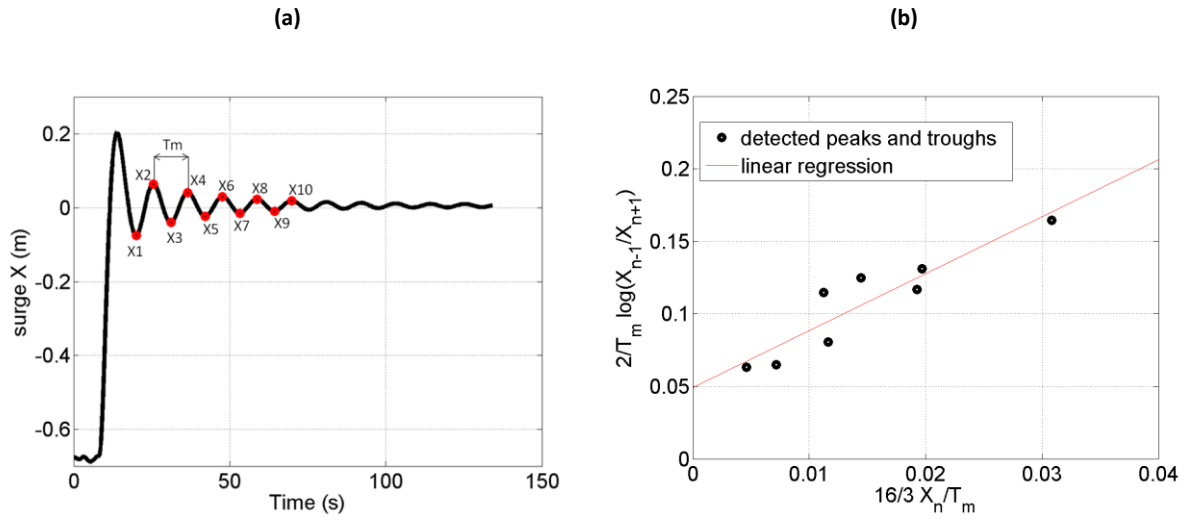 (a)
(b)
0.2
0
-0.2
-0.4
-0.6
0
50
100
150
surge X (m)
Time (s)
Tm
X2
X4
X6
X8
X10
X1
X3
X5
X7
X9
0.25
0.2
0.15
0.1
0.05
0
0
0.01
0.02
0.03
0.04
detected peaks and troughs
linear regression
2/T_m log(X_{n-1}/X_{n+1})
16/3 X_n/T_m